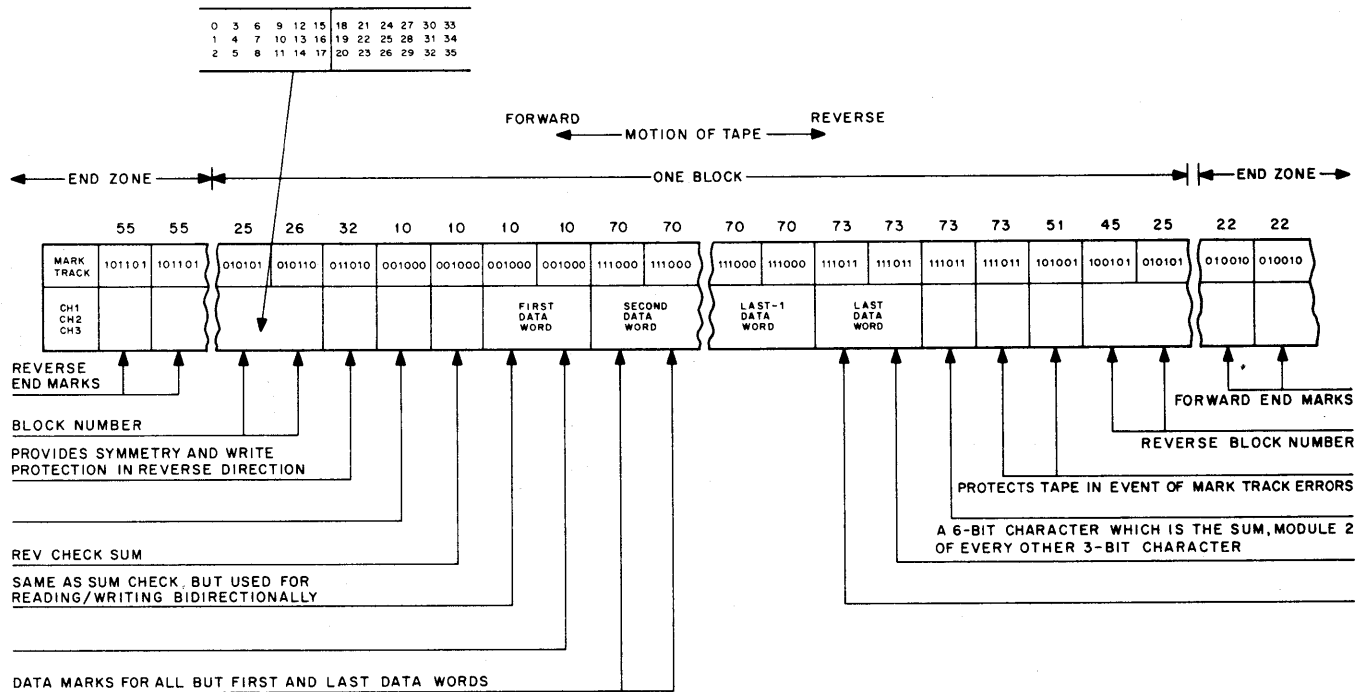 0 3 6 9 12 15 18 21 24 27 30 33
1 4 7 10 13 16 19 22 25 28 31 34
2 5 8 11 14 17 20 23 26 29 32 35
FORWARD REVERSE
MOTION OF TAPE
END ZONE ONE BLOCK END ZONE
55 55 25 26 32 10 10 10 10 70 70 70 70 73 73 73 73 51 45 25 22 22
MARK
TRACK
101101 101101 010101 010110 011010 001000 001000 001000 001000 111000 111000 111000 111000 111011 111011 111011 111011 101001 100101 010101 010010 010010
CH1
CH2
CH3
FIRST
DATA
WORD
SECOND
DATA
WORD
LAST-1
DATA
WORD
LAST
DATA
WORD
REVERSE
END MARKS
BLOCK NUMBER
PROVIDES SYMMETRY AND WRITE
PROTECTION IN REVERSE DIRECTION
REV CHECK SUM
SAME AS SUM CHECK, BUT USED FOR
READING/WRITING BIDIRECTIONALLY
DATA MARKS FOR ALL BUT FIRST AND LAST DATA WORDS
FORWARD END MARKS
REVERSE BLOCK NUMBER
PROTECTS TAPE IN EVENT OF MARK TRACK ERRORS
A 6-BIT CHARACTER WHICH IS THE SUM, MODULE 2
OF EVERY OTHER 3-BIT CHARACTER